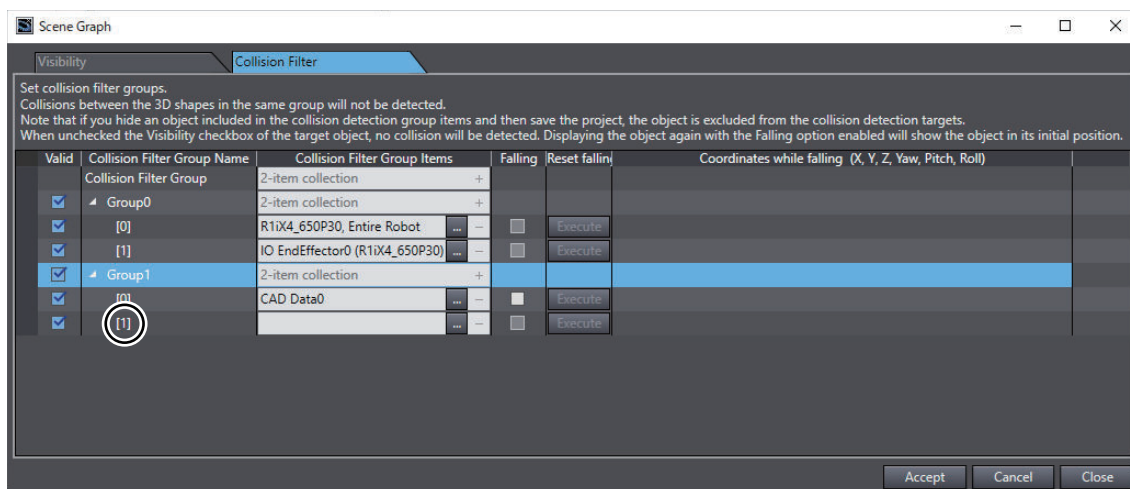 Scene Graph
Visibility Collision Filter
Set collision filter groups.
Collisions between the 3D shapes in the same group will not be detected.
Note that if you hide an object included in the collision detection group items and then save the project, the object is excluded from the collision detection targets.
When unchecked the Visibility checkbox of the target object, no collision will be detected. Displaying the object again with the Falling option enabled will show the object in its initial position.
Valid Collision Filter Group Name Collision Filter Group Items Falling Reset falling Coordinates while falling (X, Y, Z, Yaw, Pitch, Roll)
Collision Filter Group 2-item collection +
Group0 2-item collection +
[0] R1iX4_650P30, Entire Robot ... − Execute
[1] IO EndEffector0 (R1iX4_650P30) ... − Execute
Group1 2-item collection +
[0] CAD Data0 ... − Execute
[1] ... − Execute
Accept Cancel Close